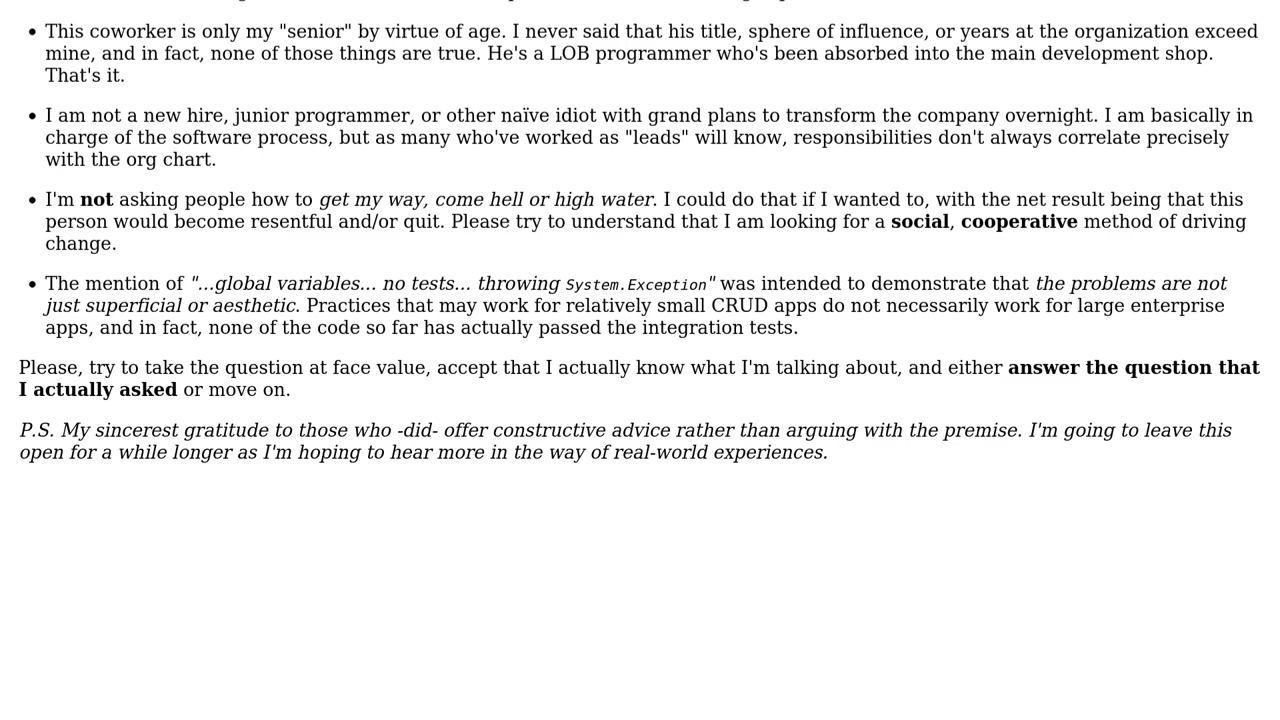 • This coworker is only my "senior" by virtue of age. I never said that his title, sphere of influence, or years at the organization exceed
mine, and in fact, none of those things are true. He's a LOB programmer who's been absorbed into the main development shop.
That's it.
• I am not a new hire, junior programmer, or other naïve idiot with grand plans to transform the company overnight. I am basically in
charge of the software process, but as many who've worked as "leads" will know, responsibilities don't always correlate precisely
with the org chart.
• I'm not asking people how to get my way, come hell or high water. I could do that if I wanted to, with the net result being that this
person would become resentful and/or quit. Please try to understand that I am looking for a social, cooperative method of driving
change.
• The mention of "...global variables... no tests... throwing System.Exception" was intended to demonstrate that the problems are not
just superficial or aesthetic. Practices that may work for relatively small CRUD apps do not necessarily work for large enterprise
apps, and in fact, none of the code so far has actually passed the integration tests.
Please, try to take the question at face value, accept that I actually know what I'm talking about, and either answer the question that
I actually asked or move on.
P.S. My sincerest gratitude to those who -did- offer constructive advice rather than arguing with the premise. I'm going to leave this
open for a while longer as I'm hoping to hear more in the way of real-world experiences.